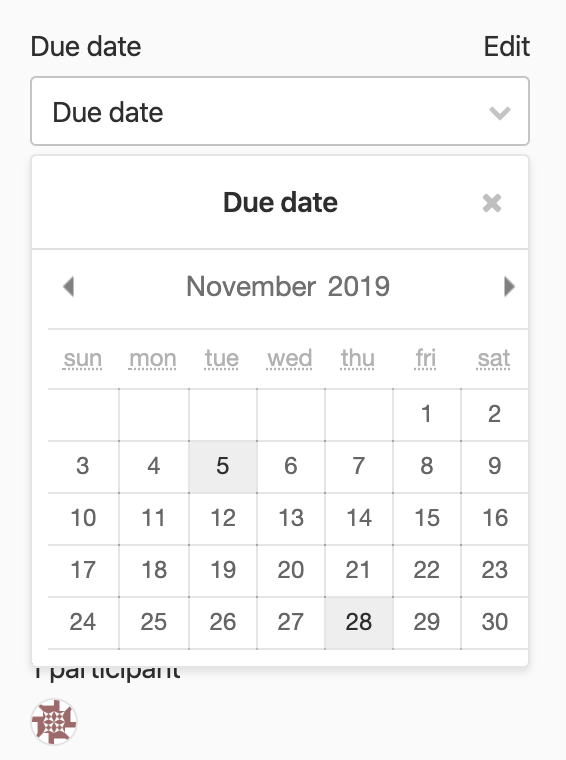 Due date Edit
Due date
Due date
November 2019
sun mon tue wed thu fri sat
1 2
3 4 5 6 7 8 9
10 11 12 13 14 15 16
17 18 19 20 21 22 23
24 25 26 27 28 29 30
1 participant